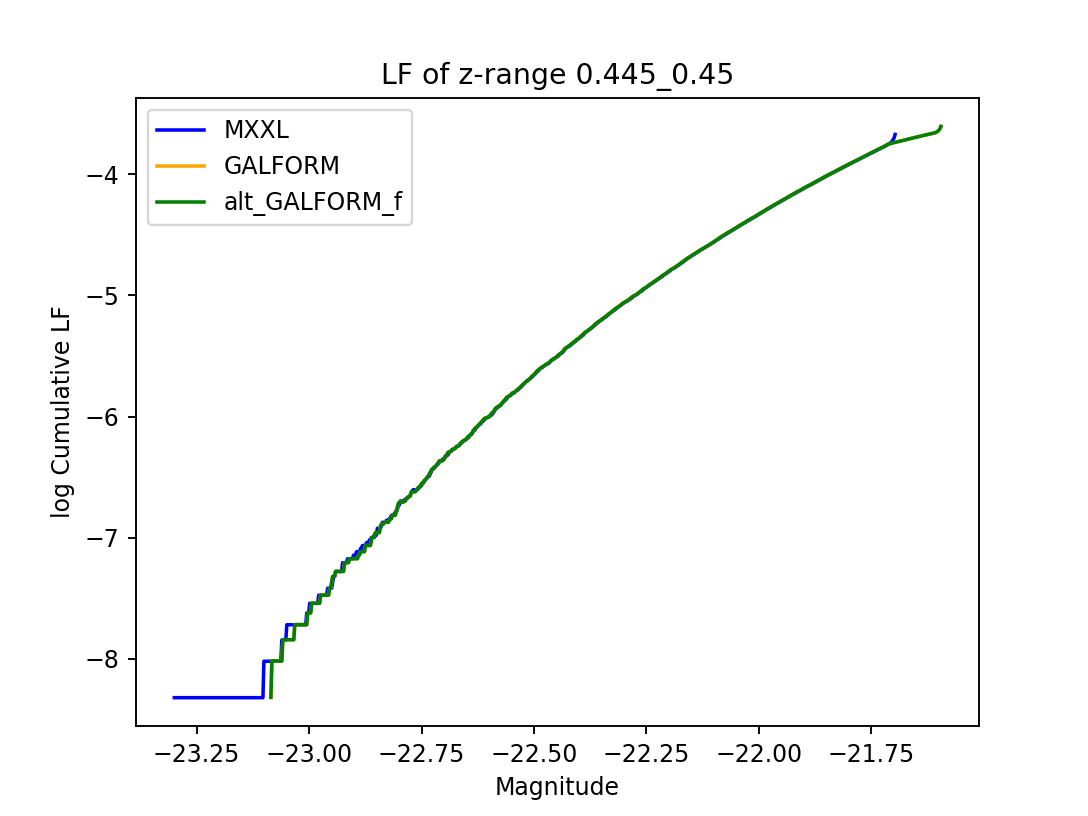 LF of z-range 0.445_0.45
MXXL
GALFORM
alt_GALFORM_f
log Cumulative LF
−4
−5
−6
−7
−8
−23.25
−23.00
−22.75
−22.50
−22.25
−22.00
−21.75
Magnitude